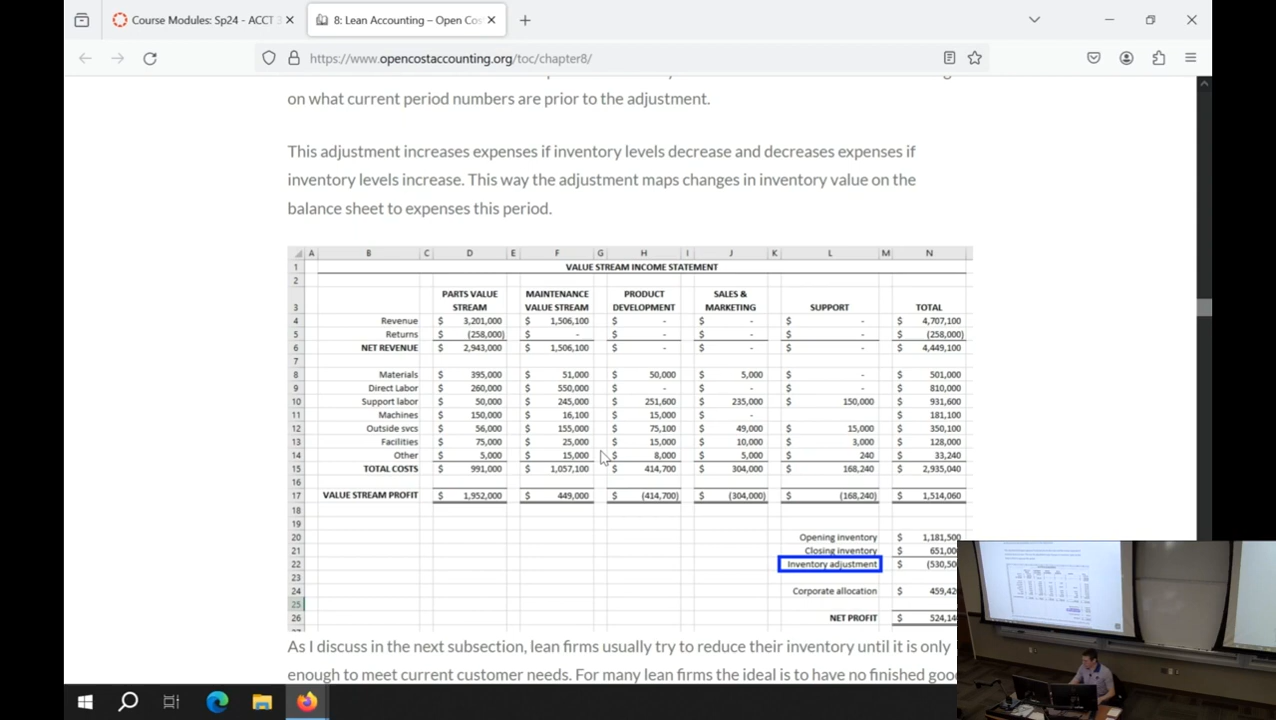 Course Modules: Sp24 - ACCT 3
8: Lean Accounting – Open Cos
https://www.opencostaccounting.org/toc/chapter8/
on what current period numbers are prior to the adjustment.
This adjustment increases expenses if inventory levels decrease and decreases expenses if
inventory levels increase. This way the adjustment maps changes in inventory value on the
balance sheet to expenses this period.
A B C D E F G H I J K L M N
1 VALUE STREAM INCOME STATEMENT
2
PARTS VALUE MAINTENANCE PRODUCT SALES &
3 STREAM VALUE STREAM DEVELOPMENT MARKETING SUPPORT TOTAL
4 Revenue $ 3,201,000 $ 1,506,100 $ - $ - $ - $ 4,707,100
5 Returns $ (258,000) $ - $ - $ - $ - $ (258,000)
6 NET REVENUE $ 2,943,000 $ 1,506,100 $ - $ - $ - $ 4,449,100
7
8 Materials $ 395,000 $ 51,000 $ 50,000 $ 5,000 $ - $ 501,000
9 Direct Labor $ 260,000 $ 550,000 $ - $ - $ - $ 810,000
10 Support labor $ 50,000 $ 245,000 $ 251,600 $ 235,000 $ 150,000 $ 931,600
11 Machines $ 150,000 $ 16,100 $ 15,000 $ - $ - $ 181,100
12 Outside svcs $ 56,000 $ 155,000 $ 75,100 $ 49,000 $ 15,000 $ 350,100
13 Facilities $ 75,000 $ 25,000 $ 15,000 $ 10,000 $ 3,000 $ 128,000
14 Other $ 5,000 $ 15,000 $ 8,000 $ 5,000 $ 240 $ 33,240
15 TOTAL COSTS $ 991,000 $ 1,057,100 $ 414,700 $ 304,000 $ 168,240 $ 2,935,040
16
17 VALUE STREAM PROFIT $ 1,952,000 $ 449,000 $ (414,700) $ (304,000) $ (168,240) $ 1,514,060
18
19
20 Opening inventory $ 1,181,500
21 Closing inventory $ 651,00
22 Inventory adjustment $ (530,50
23
24 Corporate allocation $ 459,42
25
26 NET PROFIT $ 524,14
As I discuss in the next subsection, lean firms usually try to reduce their inventory until it is only
enough to meet current customer needs. For many lean firms the ideal is to have no finished goo